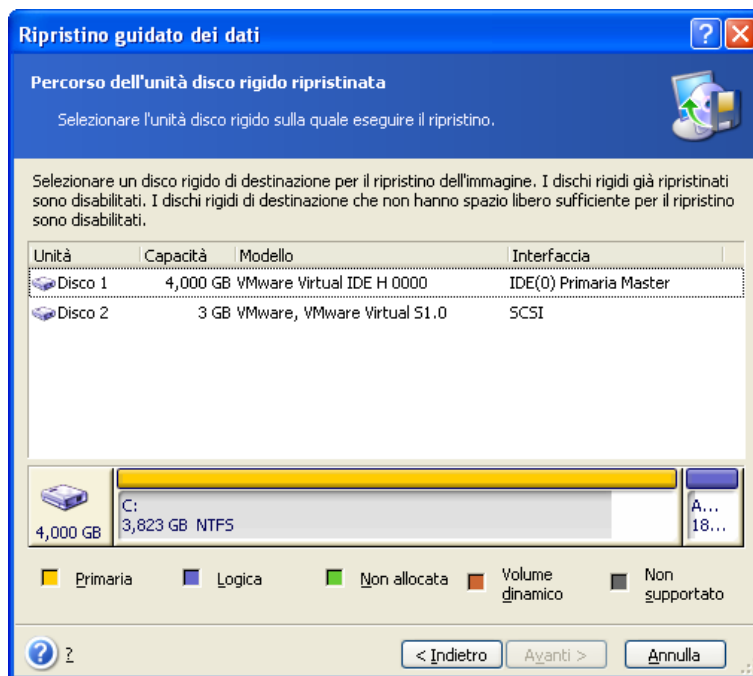 Ripristino guidato dei dati
Percorso dell'unità disco rigido ripristinata
Selezionare l'unità disco rigido sulla quale eseguire il ripristino.
Selezionare un disco rigido di destinazione per il ripristino dell'immagine. I dischi rigidi già ripristinati
sono disabilitati. I dischi rigidi di destinazione che non hanno spazio libero sufficiente per il ripristino
sono disabilitati.
Unità Capacità Modello Interfaccia
Disco 1 4,000 GB VMware Virtual IDE H 0000 IDE(0) Primaria Master
Disco 2 3 GB VMware, VMware Virtual S1.0 SCSI
C: A...
4,000 GB 3,823 GB NTFS 18...
Primaria Logica Non allocata Volume dinamico Non supportato
? < Indietro Avanti > Annulla